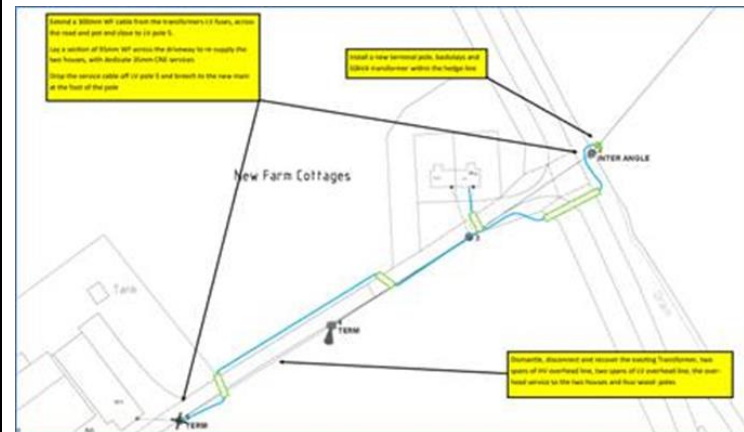 Extend a 300mm WF cable from the transformers LV fuses, across
the road and pot end close to LV pole 5.
Lay a section of 95mm WF across the driveway to re-supply the
two houses, with dedicate 35mm CNE services
Drop the service cable off LV pole 5 and breech to the new main
at the foot of the pole
Install a new terminal pole, backstays and
50kVA transformer within the hedge line
INTER ANGLE
New Farm Cottages
3
Tank
4
TERM
Drain
Dismantle, disconnect and recover the existing Transformer, two
spans of HV overhead line, two spans of LV overhead line, the over-
head service to the two houses and four wood poles
TERM